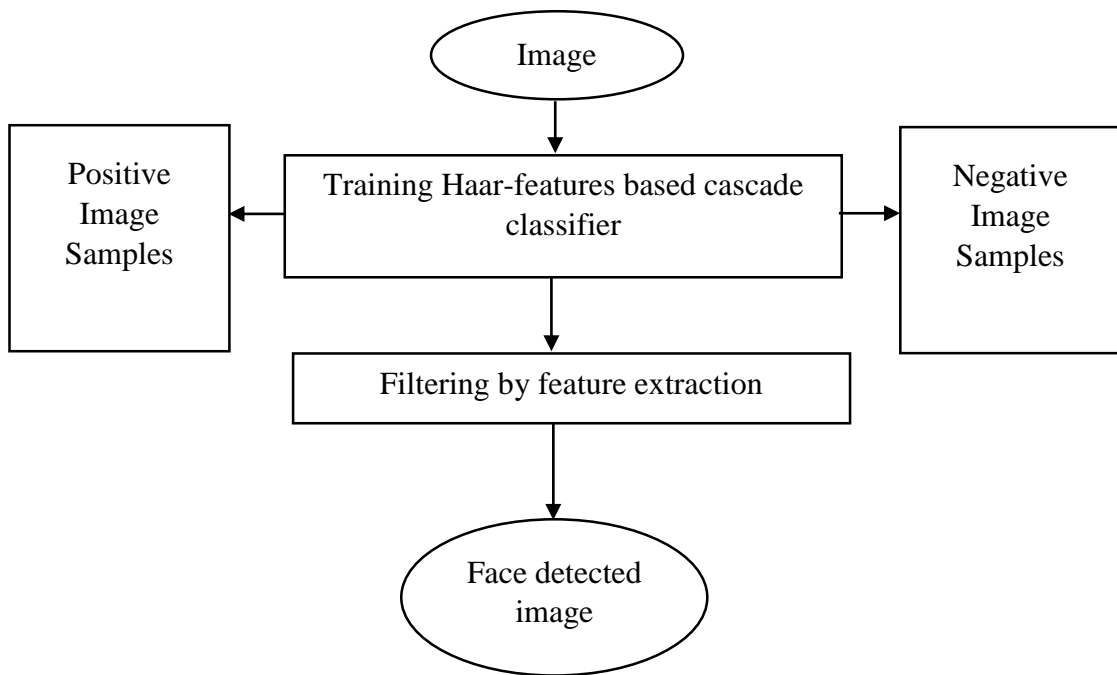 Image
Positive
Image
Samples
Training Haar-features based cascade
classifier
Negative
Image
Samples
Filtering by feature extraction
Face detected
image